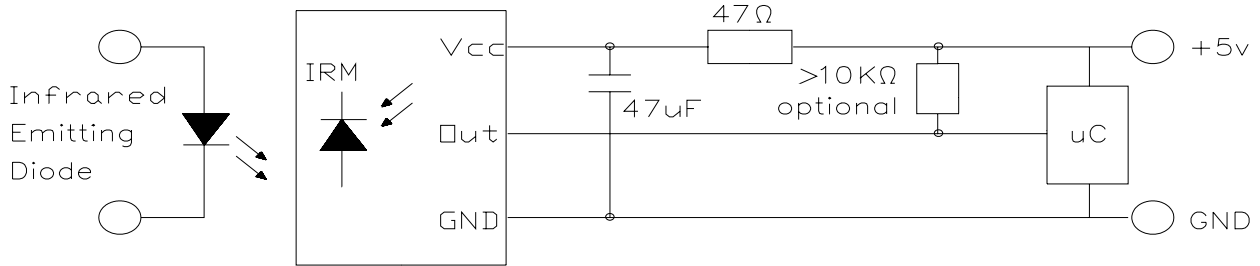 47Ω
Vcc
+5v
IRM
>10KΩ
optional
Infrared
Emitting
Diode
47uF
Out
uC
GND
GND